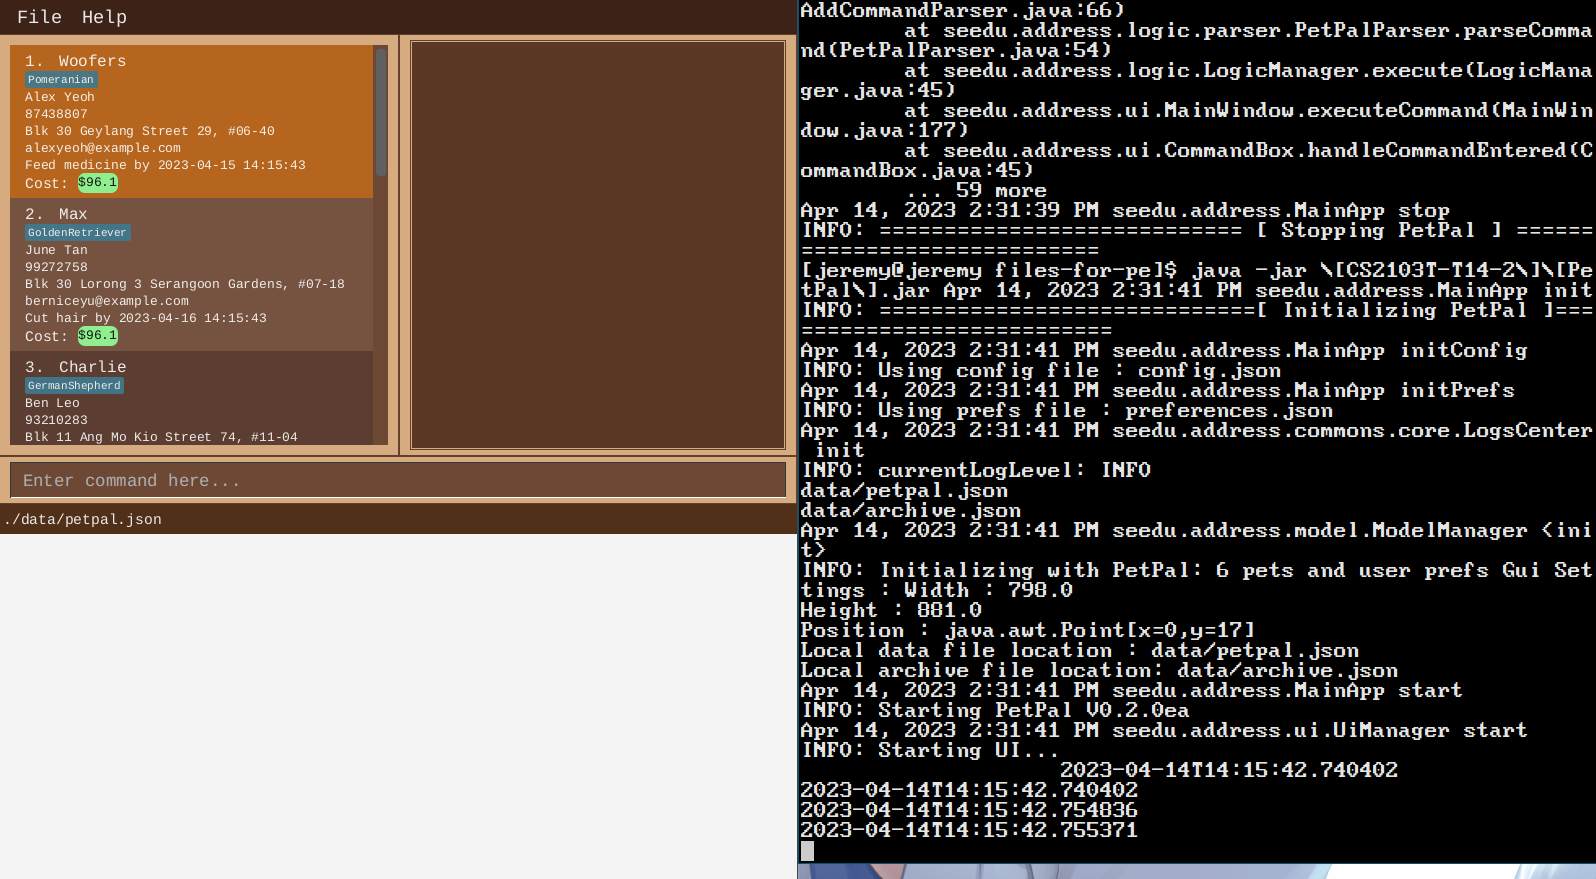 File Help
1. Woofers
Pomeranian
Alex Yeoh
87438807
Blk 30 Geylang Street 29, #06-40
alexyeoh@example.com
Feed medicine by 2023-04-15 14:15:43
Cost: $96.1
2. Max
GoldenRetriever
June Tan
99272758
Blk 30 Lorong 3 Serangoon Gardens, #07-18
berniceyu@example.com
Cut hair by 2023-04-16 14:15:43
Cost: $96.1
3. Charlie
GermanShepherd
Ben Leo
93210283
Blk 11 Ang Mo Kio Street 74, #11-04
Enter command here...
./data/petpal.json
AddCommandParser.java:66)
at seedu.address.logic.parser.PetPalParser.parseComma
nd(PetPalParser.java:54)
at seedu.address.logic.LogicManager.execute(LogicMana
ger.java:45)
at seedu.address.ui.MainWindow.executeCommand(MainWin
dow.java:177)
at seedu.address.ui.CommandBox.handleCommandEntered(C
ommandBox.java:45)
... 59 more
Apr 14, 2023 2:31:39 PM seedu.address.MainApp stop
INFO: ============================ [ Stopping PetPal ] ======
=======================
[jeremy@jeremy files-for-pe]$ java -jar \[CS2103T-T14-2\]\[Pe
tPal\].jar Apr 14, 2023 2:31:41 PM seedu.address.MainApp init
INFO: =============================[ Initializing PetPal ]===
========================
Apr 14, 2023 2:31:41 PM seedu.address.MainApp initConfig
INFO: Using config file : config.json
Apr 14, 2023 2:31:41 PM seedu.address.MainApp initPrefs
INFO: Using prefs file : preferences.json
Apr 14, 2023 2:31:41 PM seedu.address.commons.core.LogsCenter
init
INFO: currentLogLevel: INFO
data/petpal.json
data/archive.json
Apr 14, 2023 2:31:41 PM seedu.address.model.ModelManager <ini
t>
INFO: Initializing with PetPal: 6 pets and user prefs Gui Set
tings : Width : 798.0
Height : 881.0
Position : java.awt.Point[x=0,y=17]
Local data file location : data/petpal.json
Local archive file location: data/archive.json
Apr 14, 2023 2:31:41 PM seedu.address.MainApp start
INFO: Starting PetPal V0.2.0ea
Apr 14, 2023 2:31:41 PM seedu.address.ui.UiManager start
INFO: Starting UI...
2023-04-14T14:15:42.740402
2023-04-14T14:15:42.740402
2023-04-14T14:15:42.754836
2023-04-14T14:15:42.755371